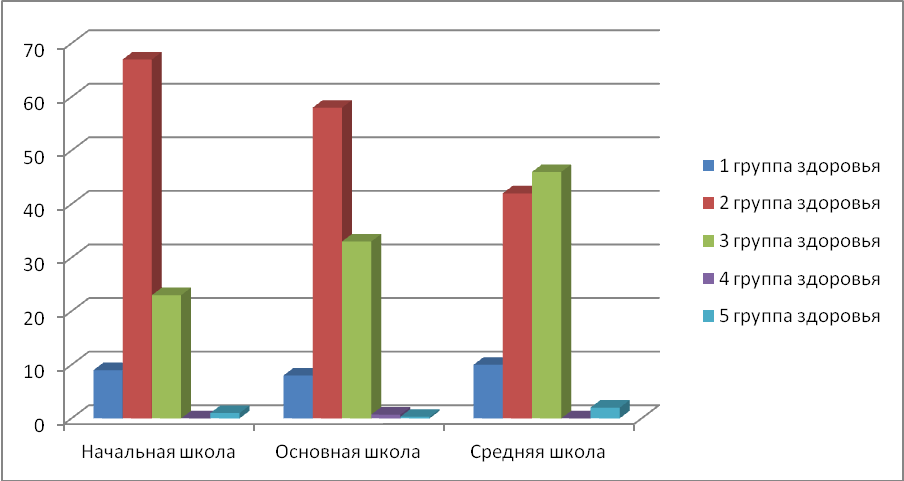 70
60
50
40
30
20
10
0
Начальная школа
Основная школа
Средняя школа
1 группа здоровья
2 группа здоровья
3 группа здоровья
4 группа здоровья
5 группа здоровья